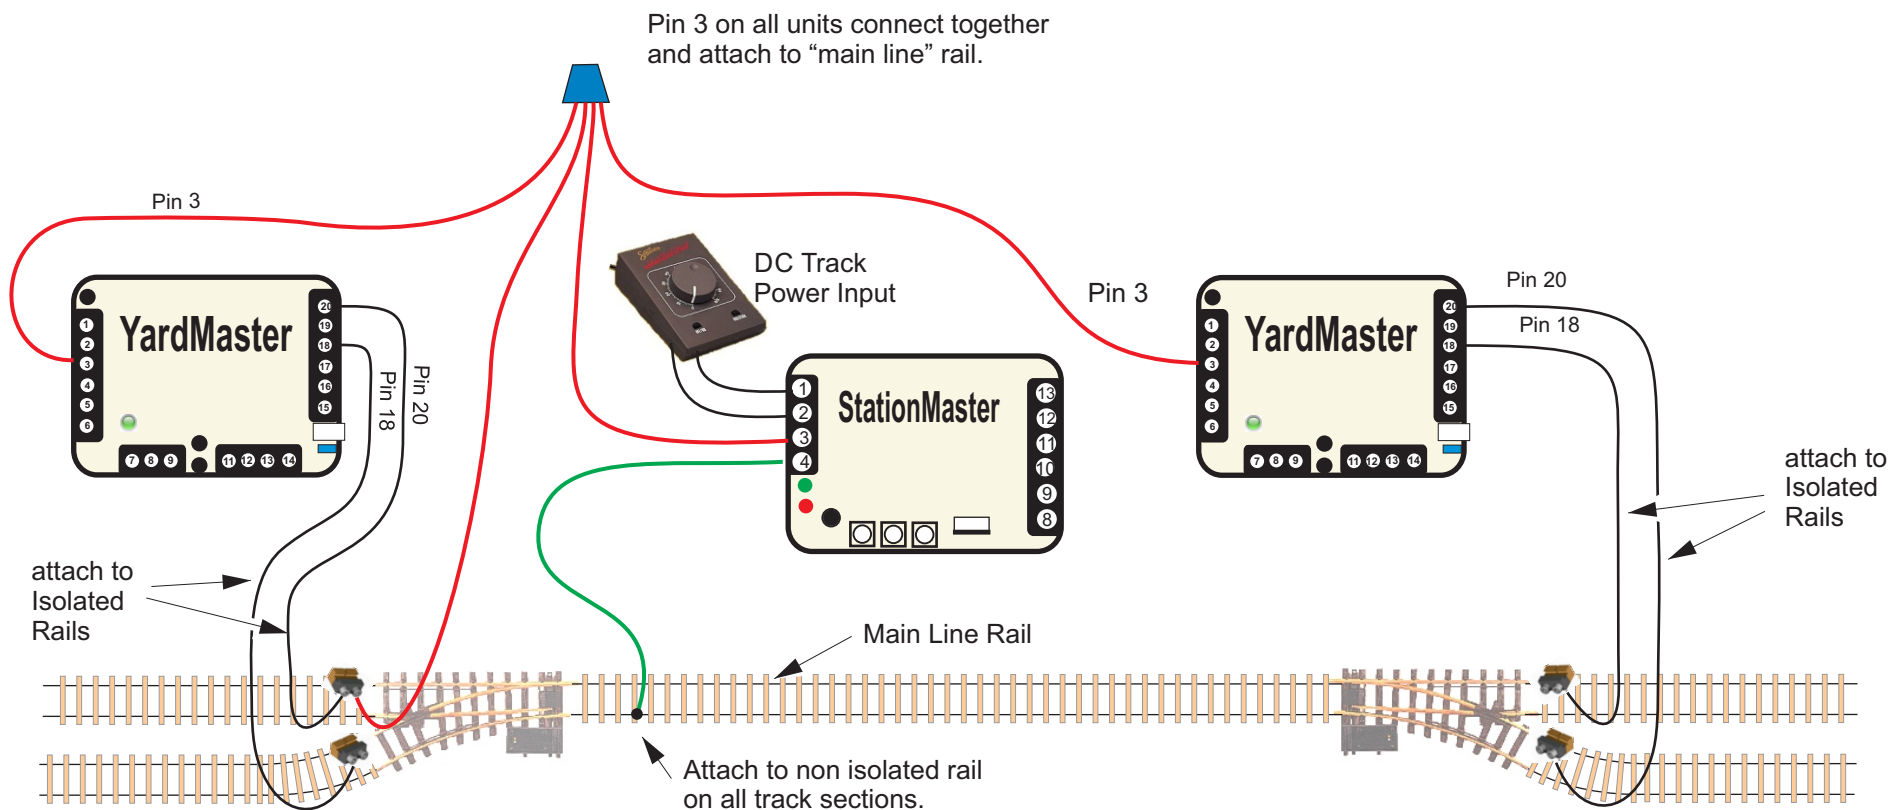 Pin 3 on all units connect together
and attach to “main line” rail.
Pin 3
DC Track
Power Input
Pin 3
Pin 20
Pin 18
YardMaster
1
2
3
4
5
6
7 8 9
11 12 13 14
20
19
18
17
16
15
Pin 18
Pin 20
StationMaster
1
2
3
4
13
12
11
10
9
8
YardMaster
1
2
3
4
5
6
7 8 9
11 12 13 14
20
19
18
17
16
15
attach to
Isolated
Rails
attach to
Isolated
Rails
Main Line Rail
Attach to non isolated rail
on all track sections.